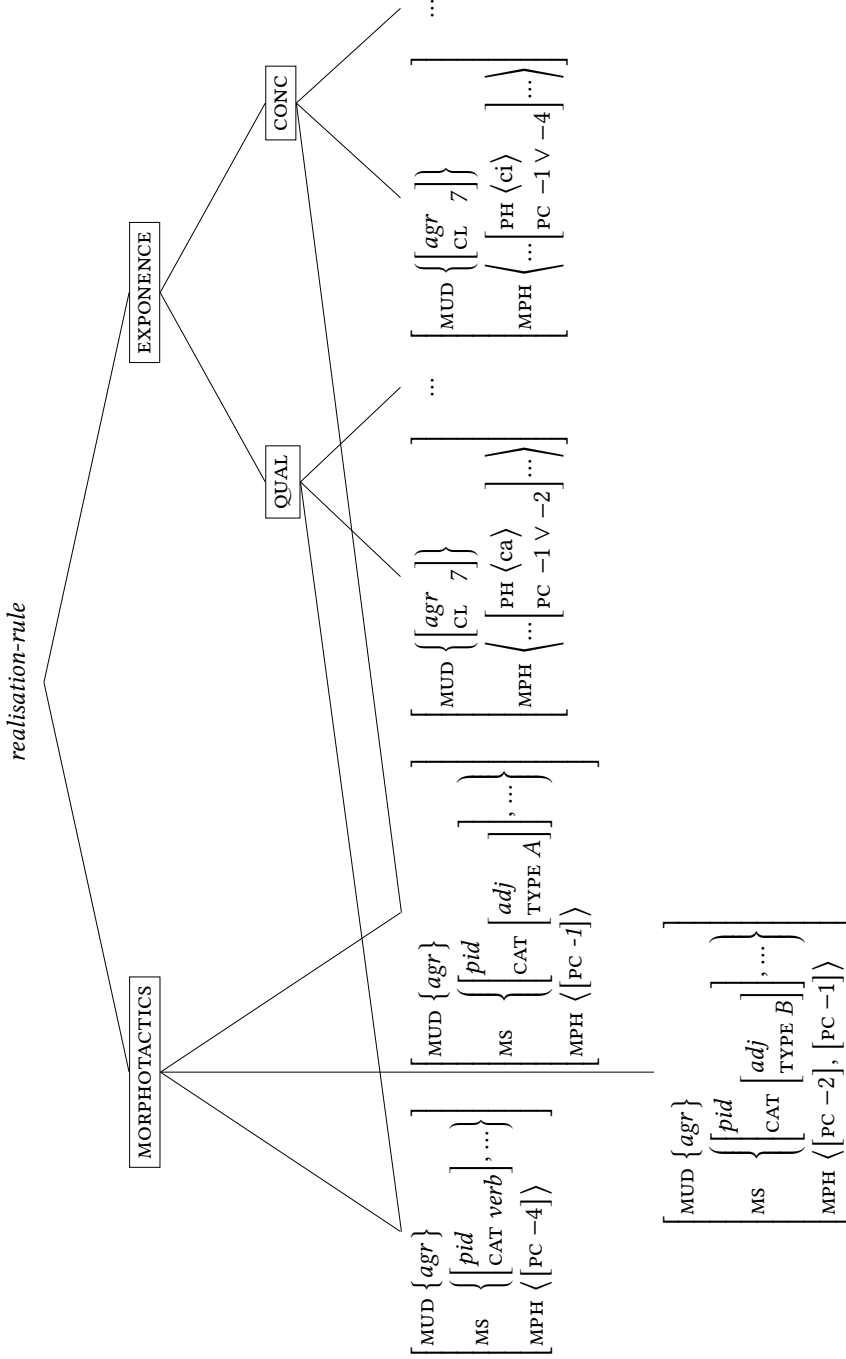 realisation-rule
MORPHOTACTICS EXPONENCE
QUAL CONC
[MUD {agr}
MS {[pid
CAT verb], …}
MPH ⟨[PC −4]⟩]
[MUD {agr}
MS {[pid
CAT [adj
TYPE A]], …}
MPH ⟨[PC -1]⟩]
[MUD {[agr
CL 7]}
MPH ⟨… [PH ⟨ca⟩
PC −1 ∨ −2] …⟩]
…
[MUD {[agr
CL 7]}
MPH ⟨… [PH ⟨ci⟩
PC −1 ∨ −4] …⟩]
…
[MUD {agr}
MS {[pid
CAT [adj
TYPE B]], …}
MPH ⟨[PC −2], [PC −1]⟩]